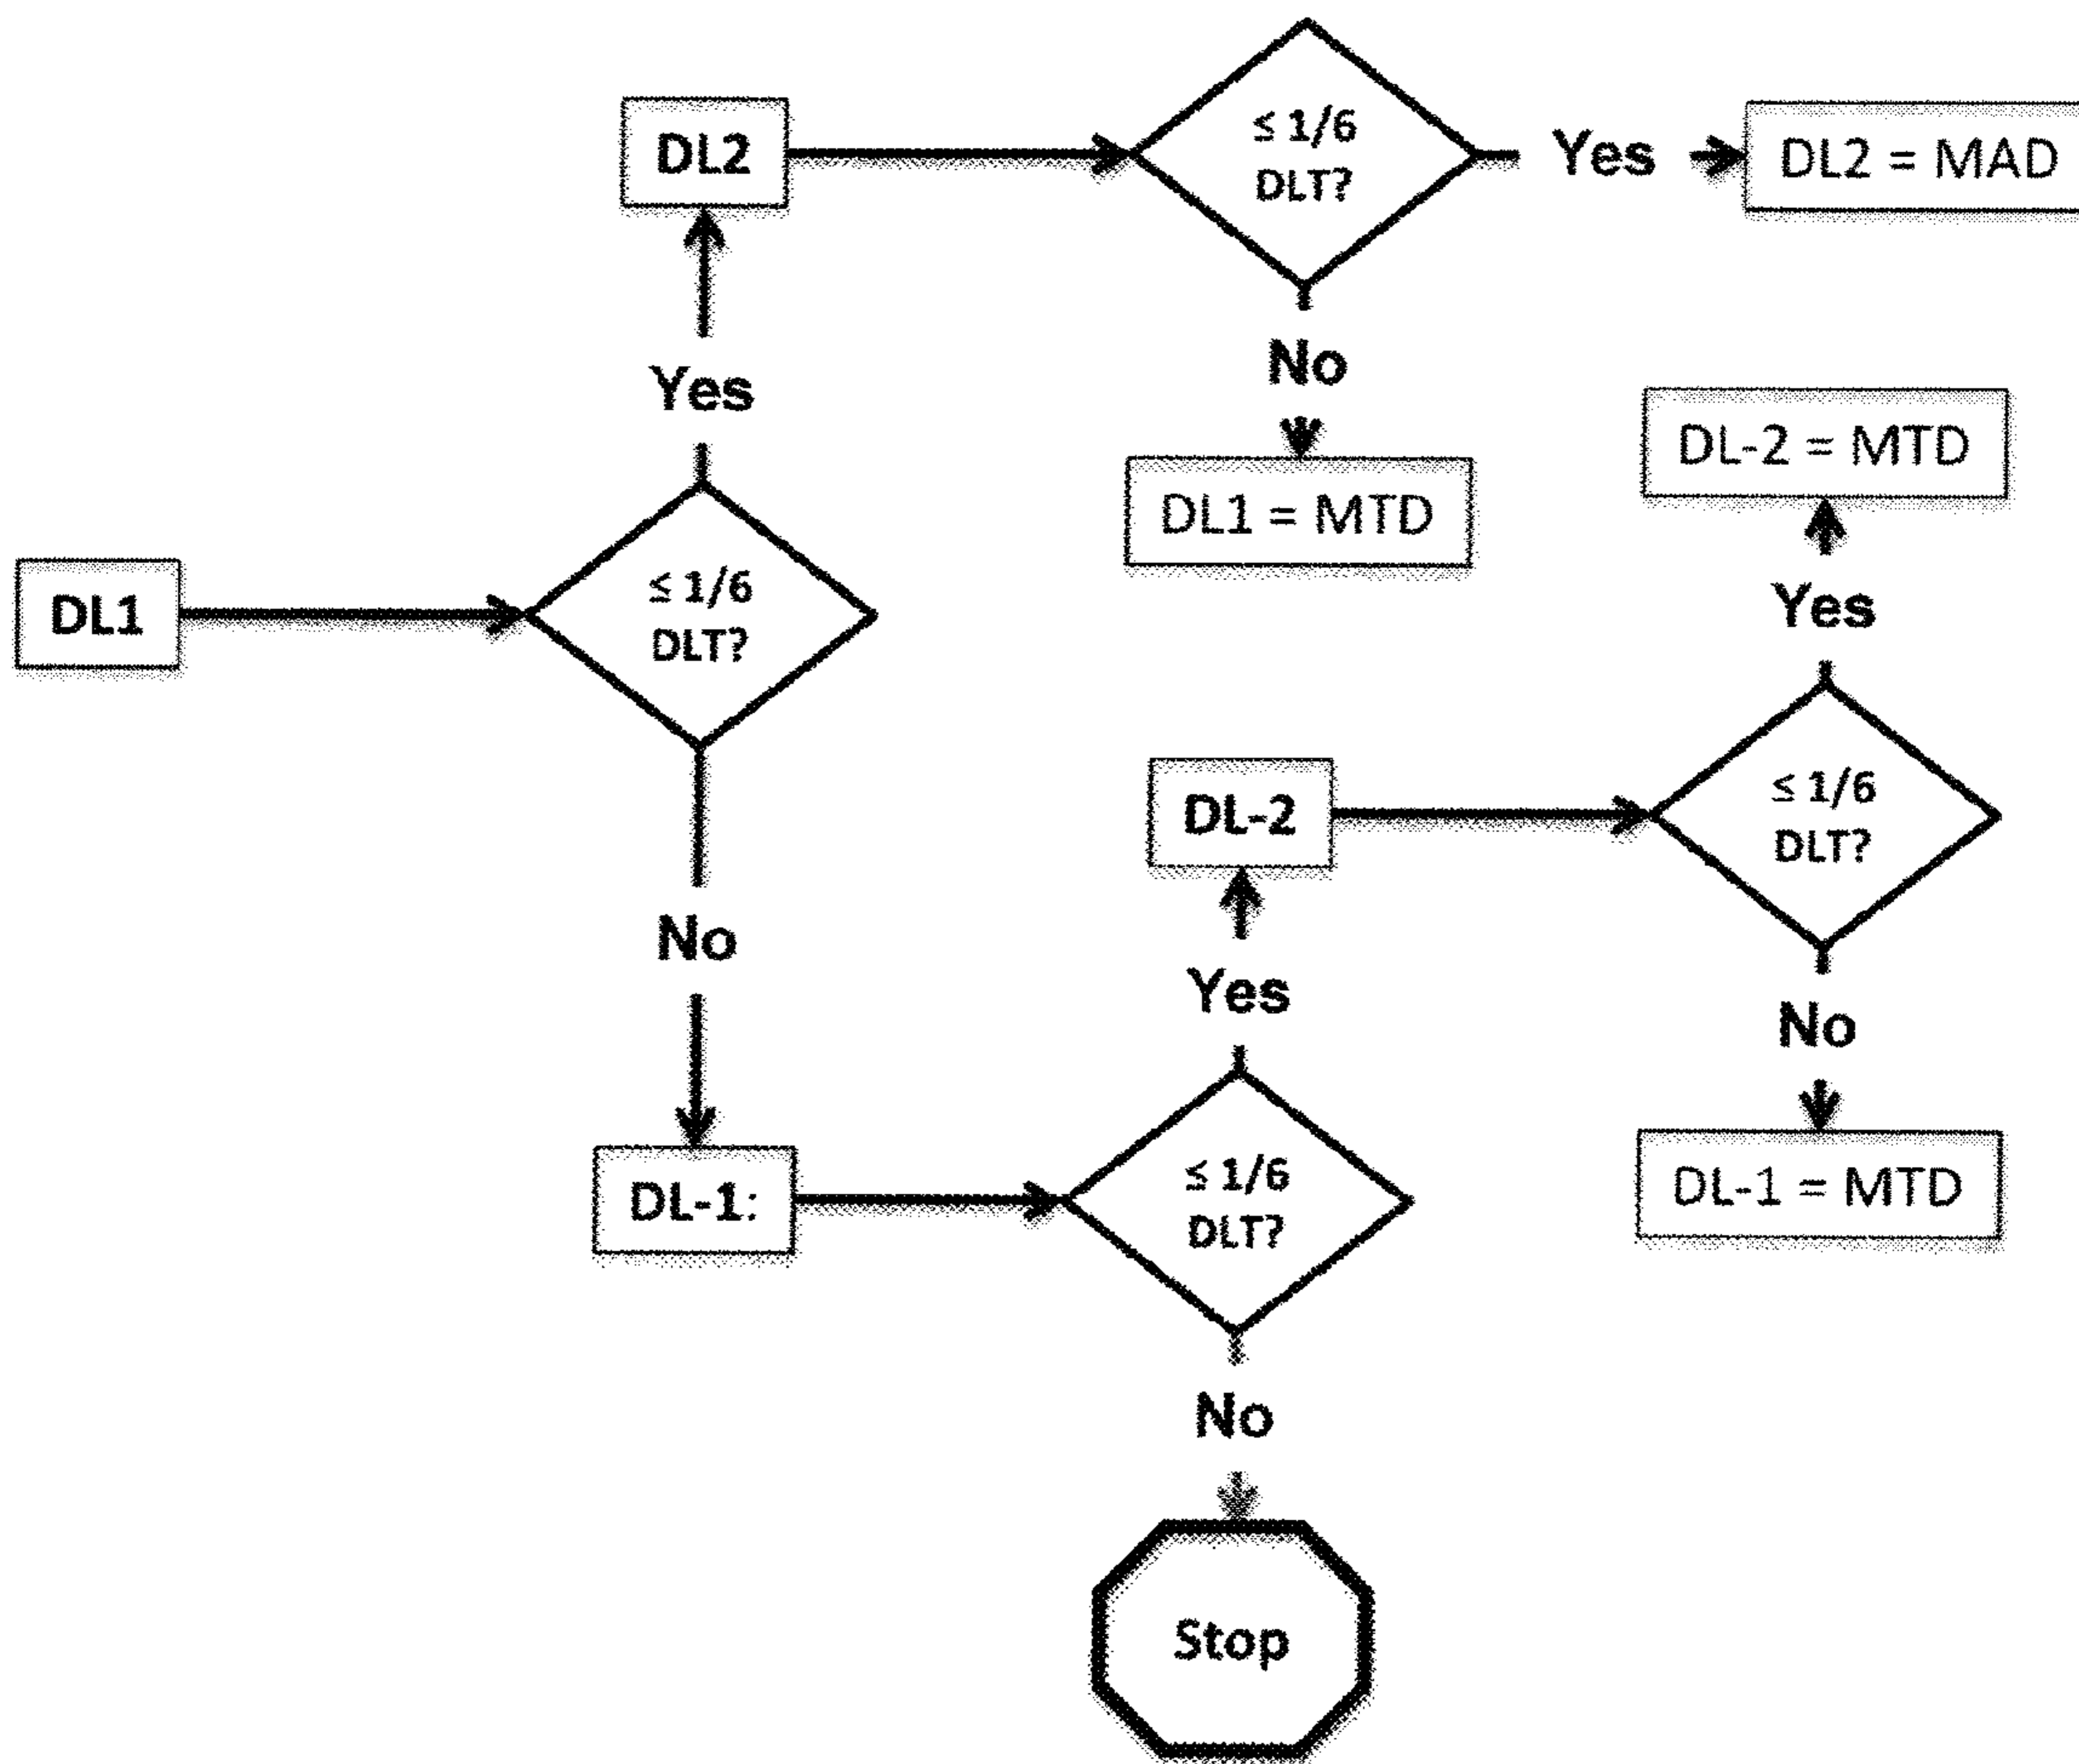 DL2
≤ 1/6
DLT?
Yes
DL2 = MAD
No
DL1 = MTD
Yes
DL1
≤ 1/6
DLT?
No
DL-1:
≤ 1/6
DLT?
Yes
DL-2
≤ 1/6
DLT?
Yes
DL-2 = MTD
No
DL-1 = MTD
No
Stop